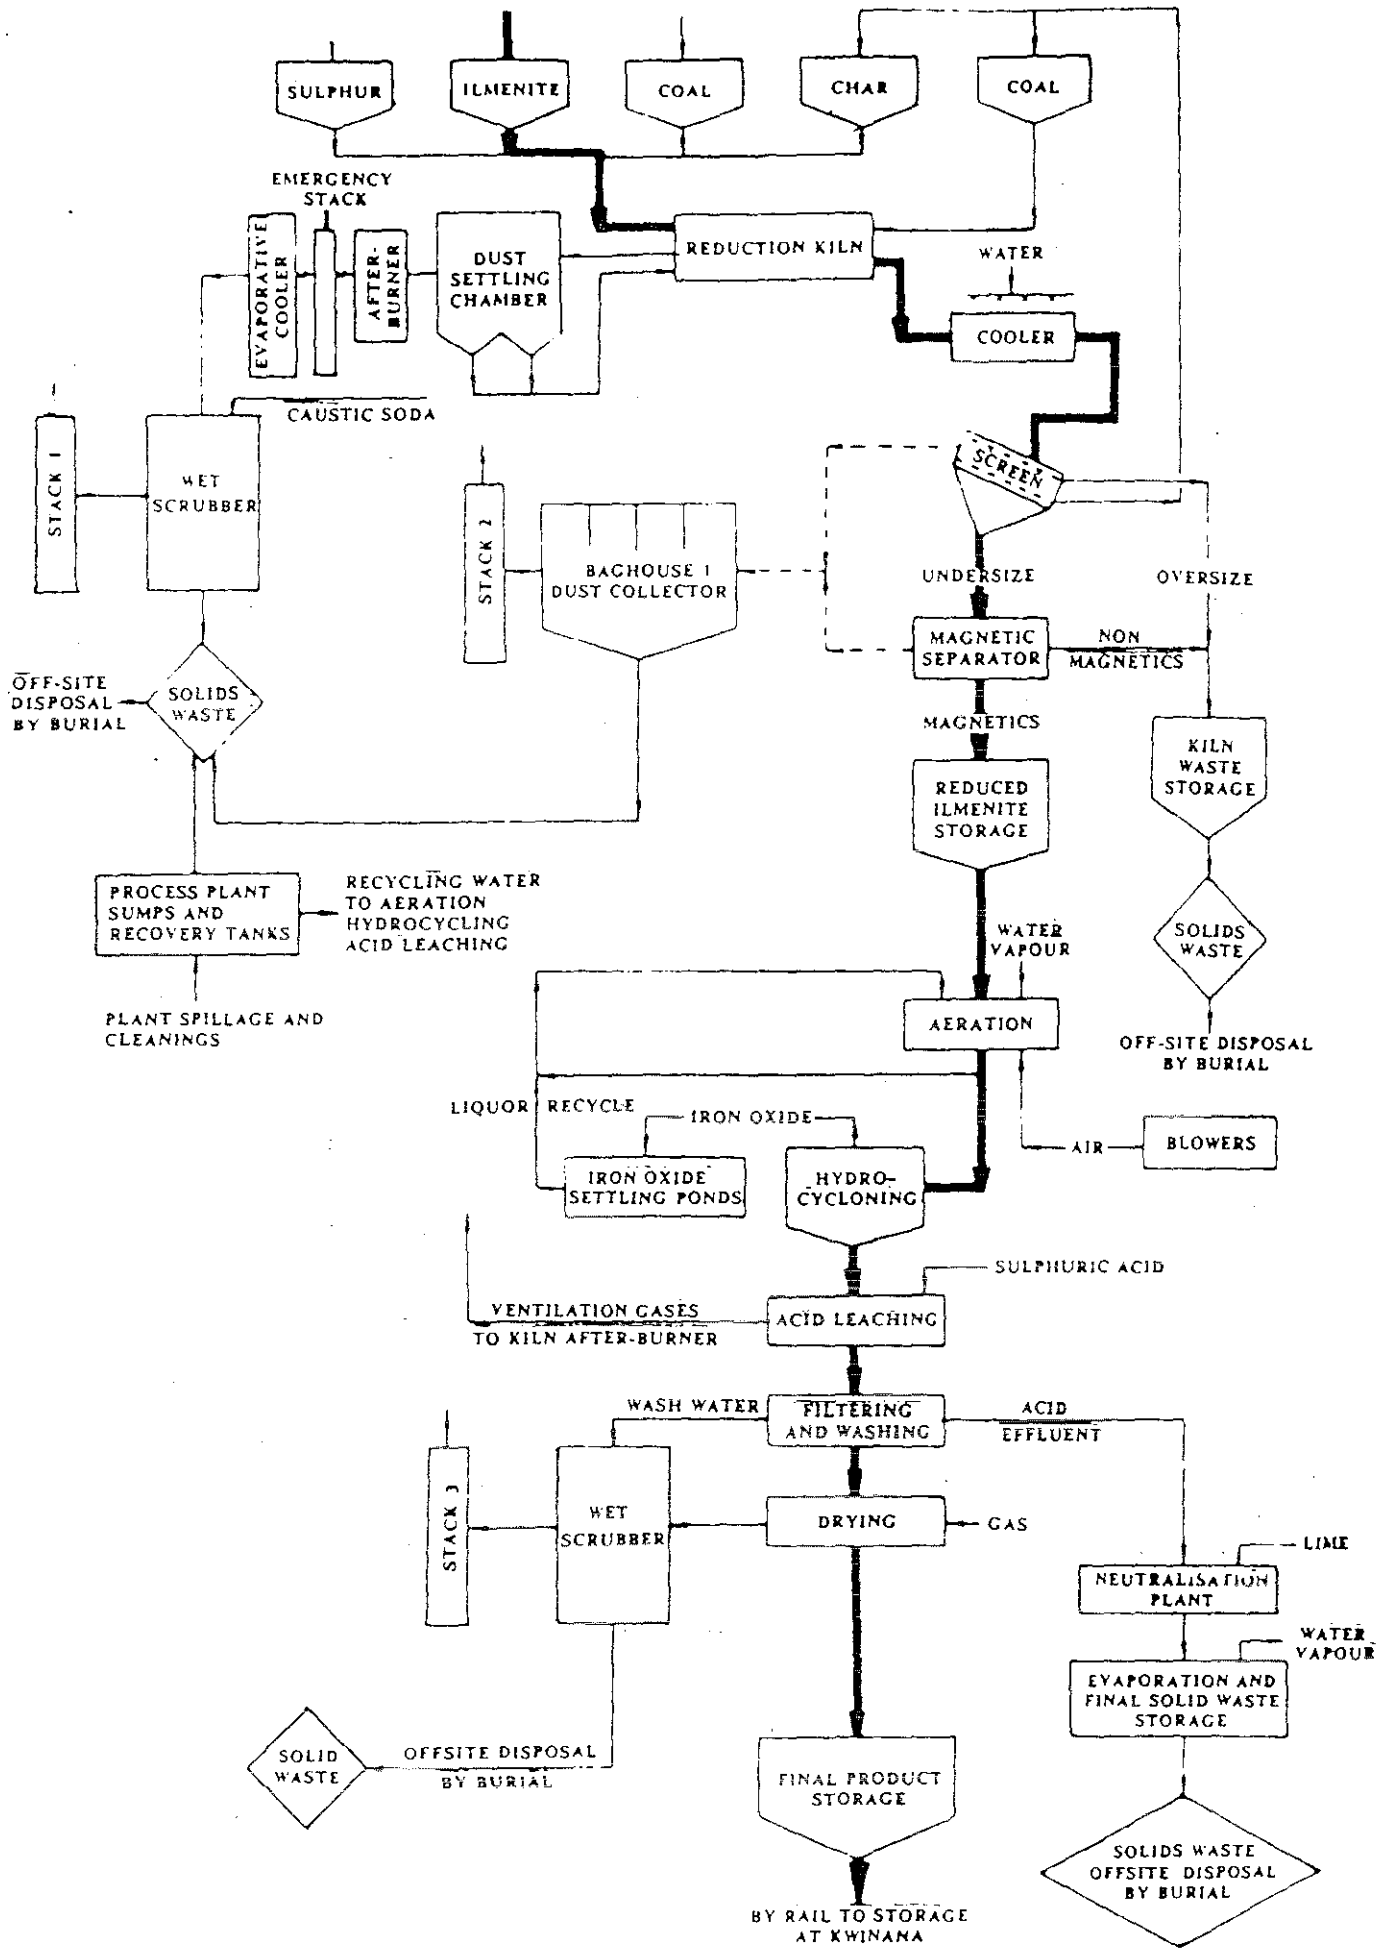 SULPHUR
ILMENITE
COAL
CHAR
COAL
EMERGENCY
STACK
EVAPORATIVE
COOLER
AFTER-
BURNER
DUST
SETTLING
CHAMBER
REDUCTION KILN
WATER
COOLER
CAUSTIC SODA
STACK 1
WET
SCRUBBER
STACK 2
BAGHOUSE 1
DUST COLLECTOR
SCREEN
UNDERSIZE
OVERSIZE
MAGNETIC
SEPARATOR
NON
MAGNETICS
OFF-SITE
DISPOSAL
BY BURIAL
SOLIDS
WASTE
MAGNETICS
KILN
WASTE
STORAGE
REDUCED
ILMENITE
STORAGE
PROCESS PLANT
SUMPS AND
RECOVERY TANKS
RECYCLING WATER
TO AERATION
HYDROCYCLING
ACID LEACHING
WATER
VAPOUR
SOLIDS
WASTE
PLANT SPILLAGE AND
CLEANINGS
AERATION
OFF-SITE DISPOSAL
BY BURIAL
LIQUOR RECYCLE
IRON OXIDE
AIR
BLOWERS
IRON OXIDE
SETTLING PONDS
HYDRO-
CYCLONING
SULPHURIC ACID
VENTILATION GASES
TO KILN AFTER-BURNER
ACID LEACHING
WASH WATER
FILTERING
AND WASHING
ACID
EFFLUENT
STACK 3
WET
SCRUBBER
DRYING
GAS
LIME
NEUTRALISATION
PLANT
WATER
VAPOUR
EVAPORATION AND
FINAL SOLID WASTE
STORAGE
SOLID
WASTE
OFFSITE DISPOSAL
BY BURIAL
FINAL PRODUCT
STORAGE
SOLIDS WASTE
OFFSITE DISPOSAL
BY BURIAL
BY RAIL TO STORAGE
AT KWINANA